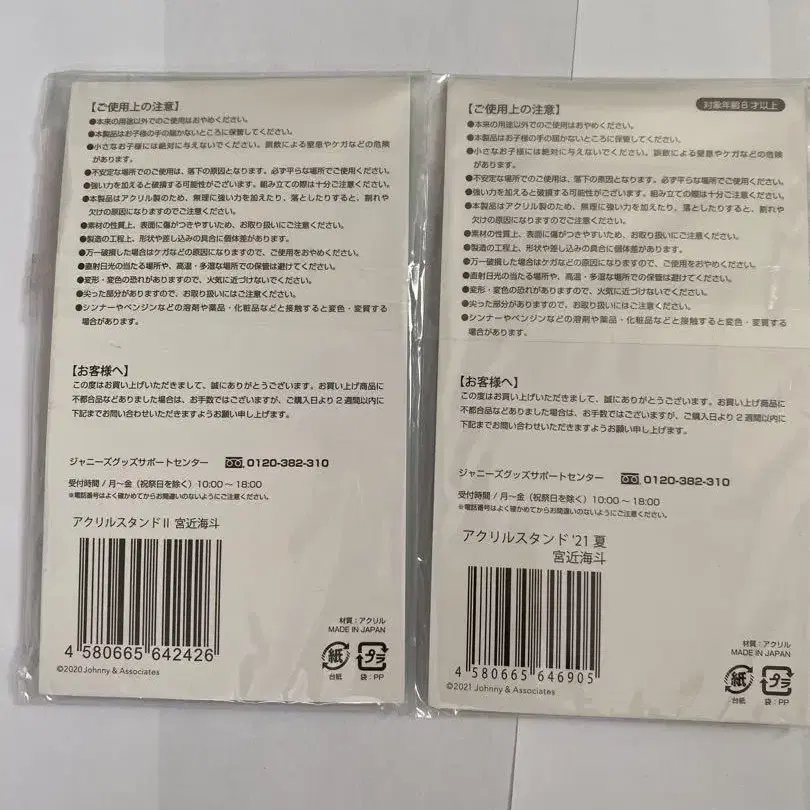 【ご使用上の注意】
●本来の用途以外でのご使用はおやめください。
●本製品はお子様の手の届かないところに保管してください。
●小さなお子様には絶対に与えないでください。誤飲による窒息やケガなどの危険
があります。
●不安定な場所でのご使用は、落下の原因となります。必ず平らな場所でご使用ください。
●強い力を加えると破損する可能性がございます。組み立ての際は十分ご注意ください。
●本製品はアクリル製のため、無理に強い力を加えたり、落としたりすると、割れや
欠けの原因になりますのでご注意ください。
●素材の性質上、表面に傷がつきやすいため、お取り扱いにご注意ください。
●製造の工程上、形状や差し込みの具合に個体差があります。
●万一破損した場合はケガなどの原因になりますので、ご使用をおやめください。
●直射日光の当たる場所や、高温・多湿な場所での保管は避けてください。
●変形・変色の恐れがありますので、火気に近づけないでください。
●尖った部分がありますので、お取り扱いにはご注意ください。
●シンナーやベンジンなどの溶剤や薬品・化粧品などと接触すると変色・変質する
場合があります。
【お客様へ】
この度はお買い上げいただきまして、誠にありがとうございます。お買い上げ商品に
不都合品などありました場合は、お手数ではございますが、ご購入日より2週間以内に
下記までお問い合わせいただきますようお願い申し上げます。
ジャニーズグッズサポートセンター 0120-382-310
受付時間/月〜金(祝祭日を除く)10:00〜18:00
※電話番号はよく確かめてからお間違いのないようにご注意ください。
アクリルスタンドII 宮近海斗
4 580665 642426
©2020 Johnny & Associates
材質:アクリル
MADE IN JAPAN
紙
プラ
台紙
袋:PP
【ご使用上の注意】
対象年齢6才以上
●本来の用途以外でのご使用はおやめください。
●本製品はお子様の手の届かないところに保管してください。
●小さなお子様には絶対に与えないでください。誤飲による窒息やケガなどの危険
があります。
●不安定な場所でのご使用は、落下の原因となります。必ず平らな場所でご使用ください。
●強い力を加えると破損する可能性がございます。組み立ての際は十分ご注意ください。
●本製品はアクリル製のため、無理に強い力を加えたり、落としたりすると、割れや
欠けの原因になりますのでご注意ください。
●素材の性質上、表面に傷がつきやすいため、お取り扱いにご注意ください。
●製造の工程上、形状や差し込みの具合に個体差があります。
●万一破損した場合はケガなどの原因になりますので、ご使用をおやめください。
●直射日光の当たる場所や、高温・多湿な場所での保管は避けてください。
●変形・変色の恐れがありますので、火気に近づけないでください。
●尖った部分がありますので、お取り扱いにはご注意ください。
●シンナーやベンジンなどの溶剤や薬品・化粧品などと接触すると変色・変質する
場合があります。
【お客様へ】
この度はお買い上げいただきまして、誠にありがとうございます。お買い上げ商品に
不都合品などありました場合は、お手数ではございますが、ご購入日より2週間以内に
下記までお問い合わせいただきますようお願い申し上げます。
ジャニーズグッズサポートセンター 0120-382-310
受付時間/月〜金(祝祭日を除く)10:00〜18:00
※電話番号はよく確かめてからお間違いのないようにご注意ください。
アクリルスタンド '21 夏
宮近海斗
4 580665 646905
©2021 Johnny & Associates
材質:アクリル
MADE IN JAPAN
紙
プラ
台紙
袋:PP